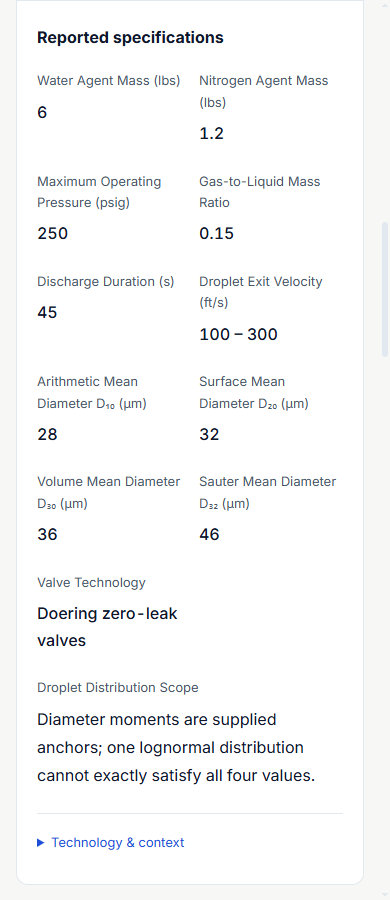 Reported specifications
Water Agent Mass (lbs)
6
Nitrogen Agent Mass
(lbs)
1.2
Maximum Operating
Pressure (psig)
250
Gas-to-Liquid Mass
Ratio
0.15
Discharge Duration (s)
45
Droplet Exit Velocity
(ft/s)
100 – 300
Arithmetic Mean
Diameter D₁₀ (μm)
28
Surface Mean
Diameter D₂₀ (μm)
32
Volume Mean Diameter
D₃₀ (μm)
36
Sauter Mean Diameter
D₃₂ (μm)
46
Valve Technology
Doering zero-leak
valves
Droplet Distribution Scope
Diameter moments are supplied
anchors; one lognormal distribution
cannot exactly satisfy all four values.
Technology & context